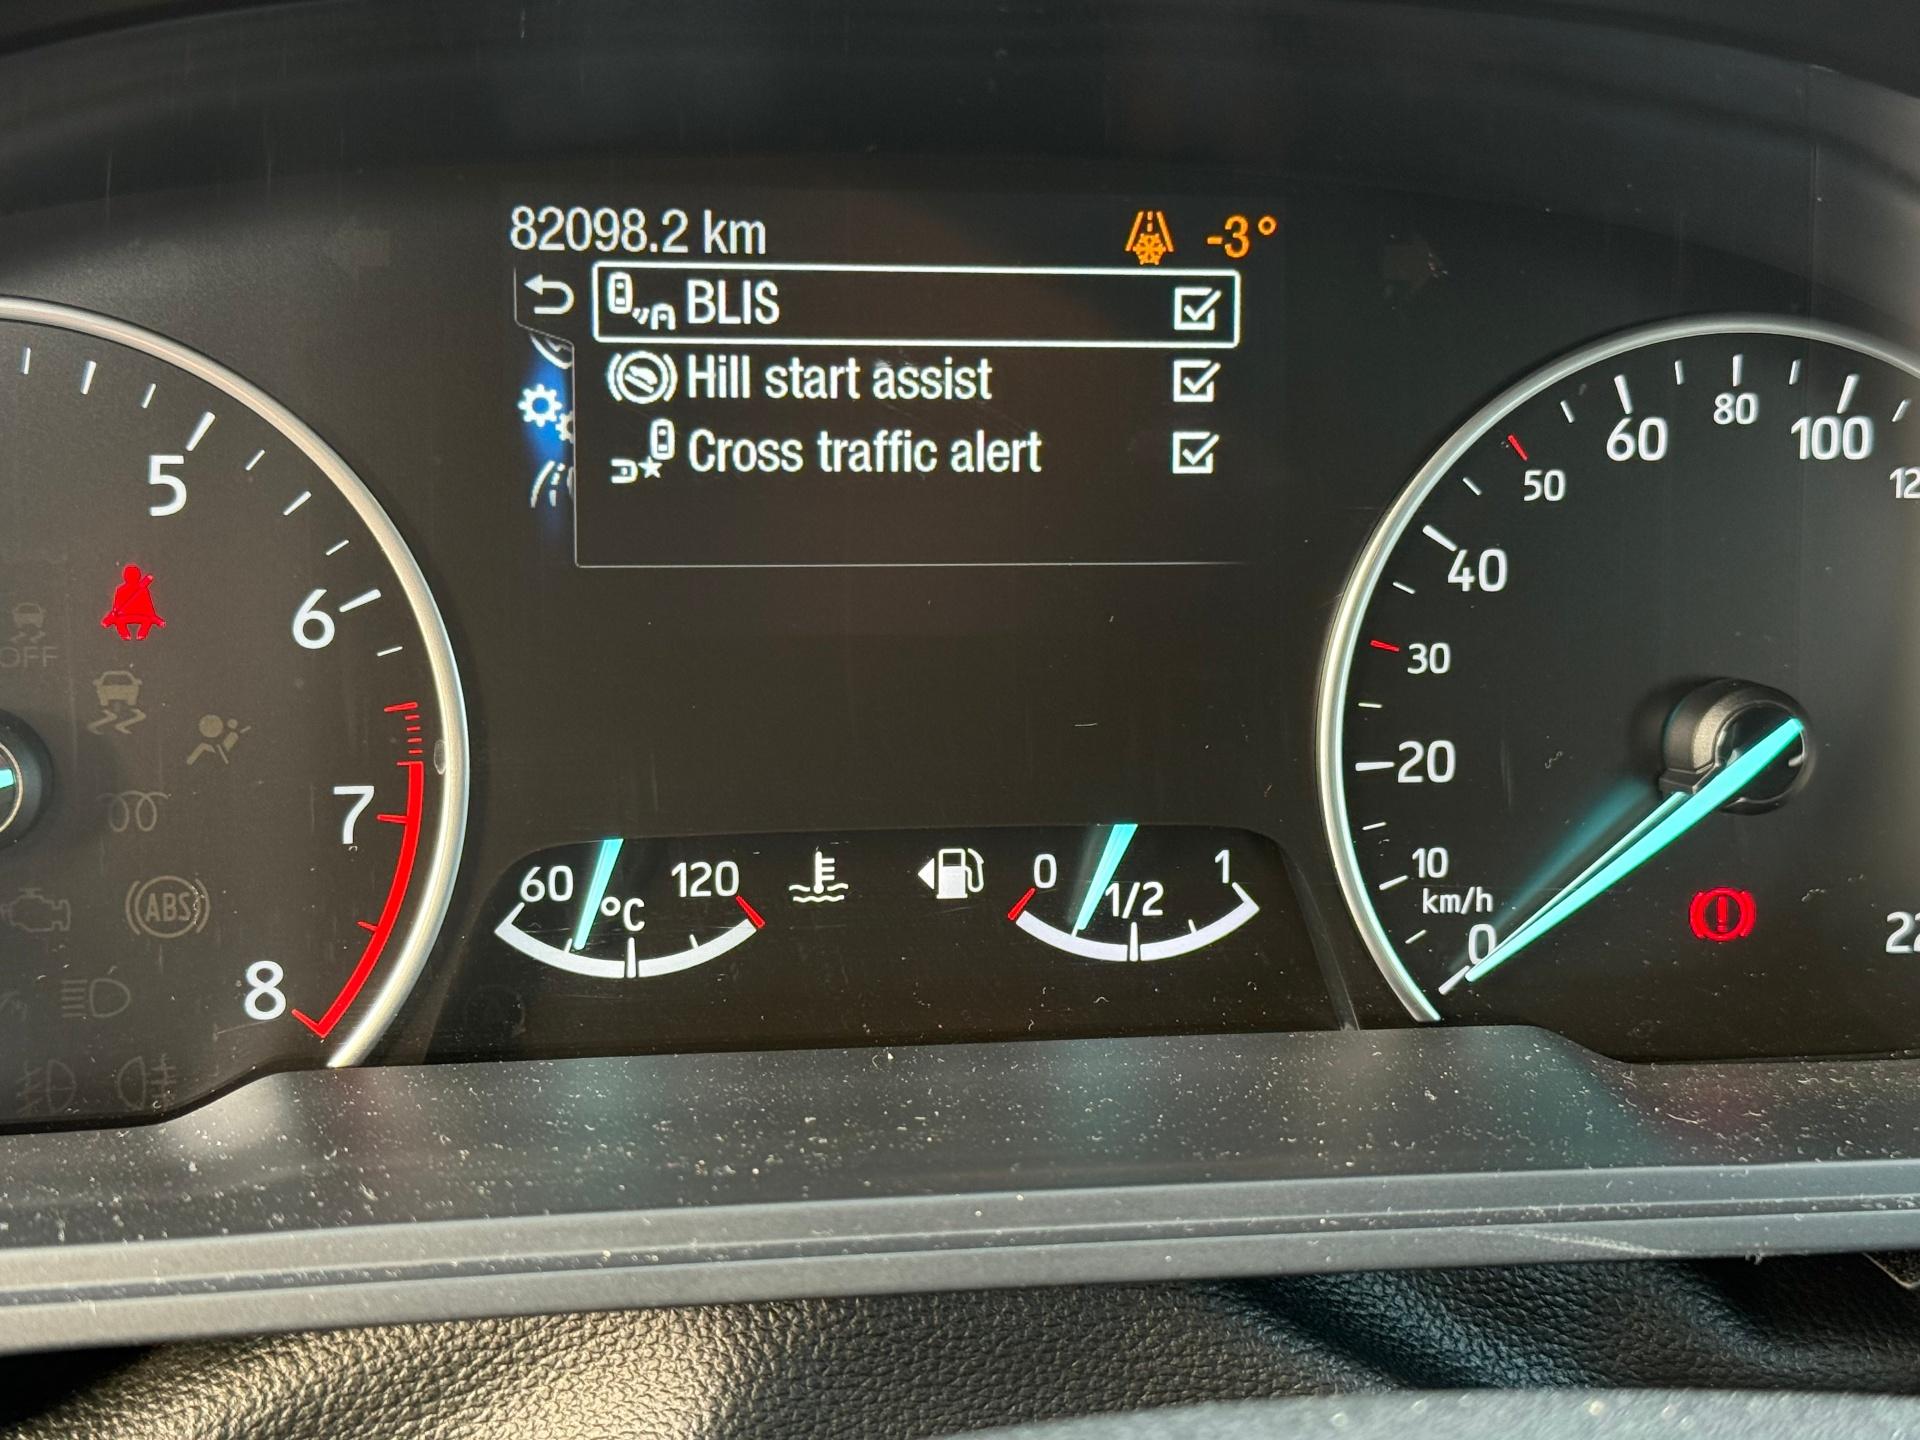 82098.2 km -3°
BLIS
Hill start assist
Cross traffic alert
5
6
7
8
OFF
ABS
60 °C 120
0 1/2 1
0
10
km/h
20
30
40
50
60
80
100